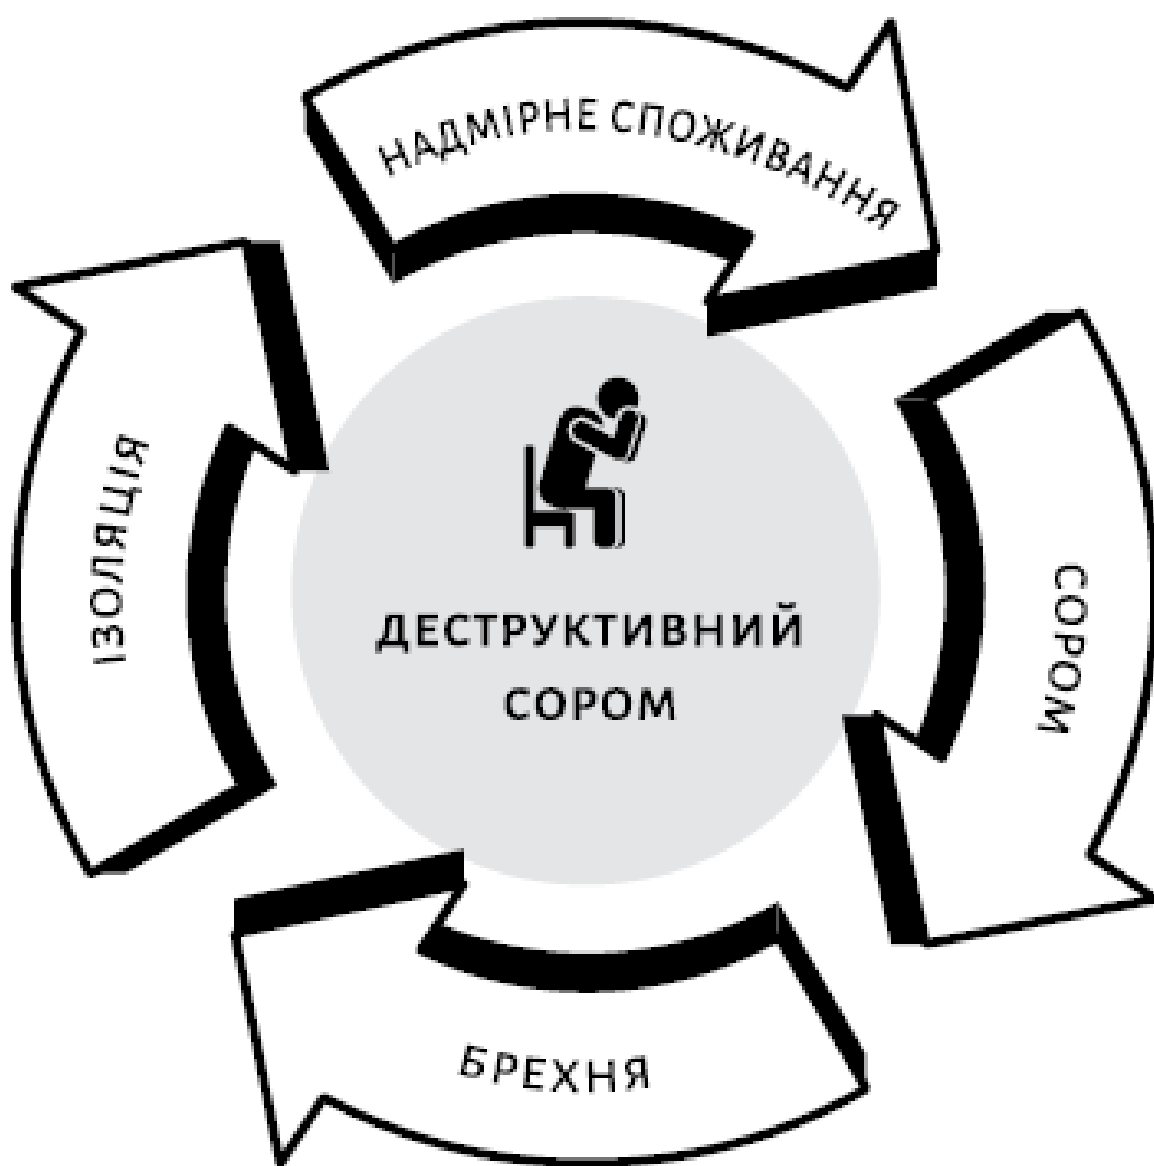 НАДМІРНЕ СПОЖИВАННЯ
СОРОМ
БРЕХНЯ
ІЗОЛЯЦІЯ
ДЕСТРУКТИВНИЙ
СОРОМ